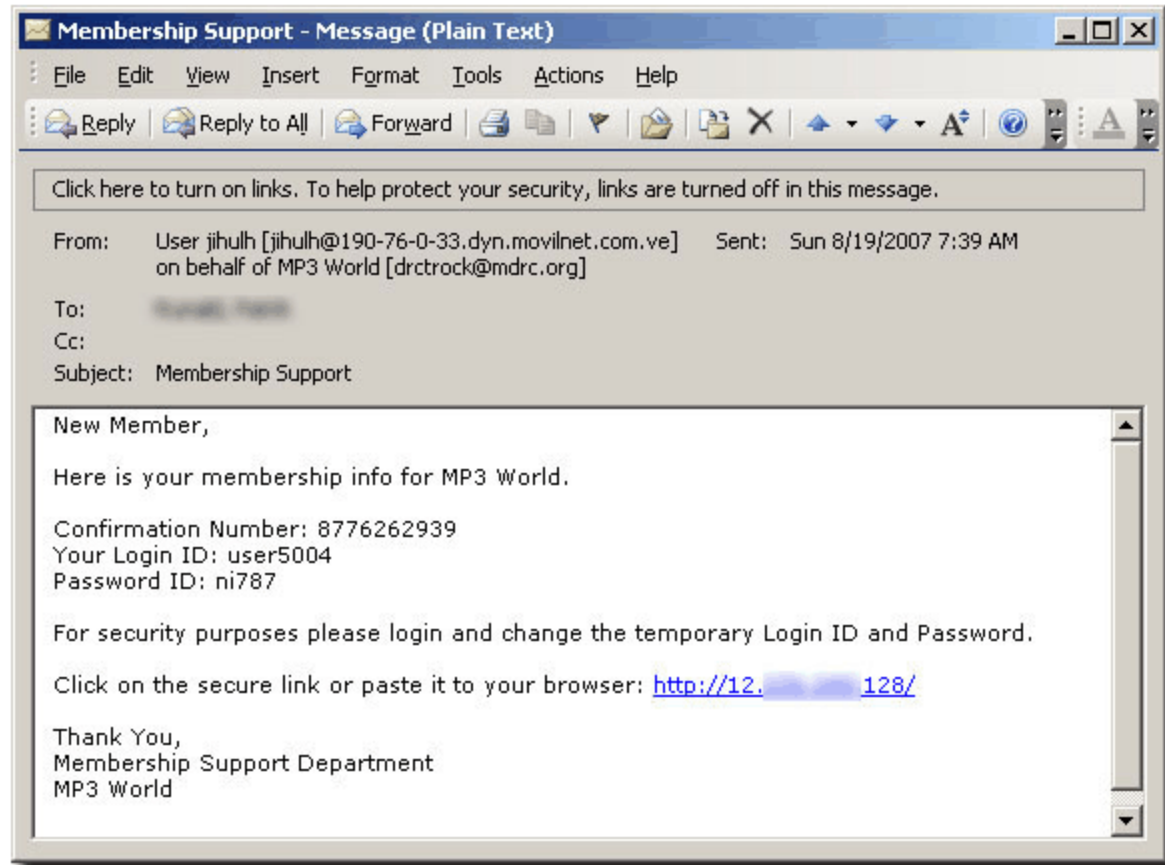 Membership Support - Message (Plain Text)
File Edit View Insert Format Tools Actions Help
Reply Reply to All Forward
Click here to turn on links. To help protect your security, links are turned off in this message.
From: User jihulh [jihulh@190-76-0-33.dyn.movilnet.com.ve] Sent: Sun 8/19/2007 7:39 AM
on behalf of MP3 World [drctrock@mdrc.org]
To:
Cc:
Subject: Membership Support
New Member,
Here is your membership info for MP3 World.
Confirmation Number: 8776262939
Your Login ID: user5004
Password ID: ni787
For security purposes please login and change the temporary Login ID and Password.
Click on the secure link or paste it to your browser: http://12. 128/
Thank You,
Membership Support Department
MP3 World